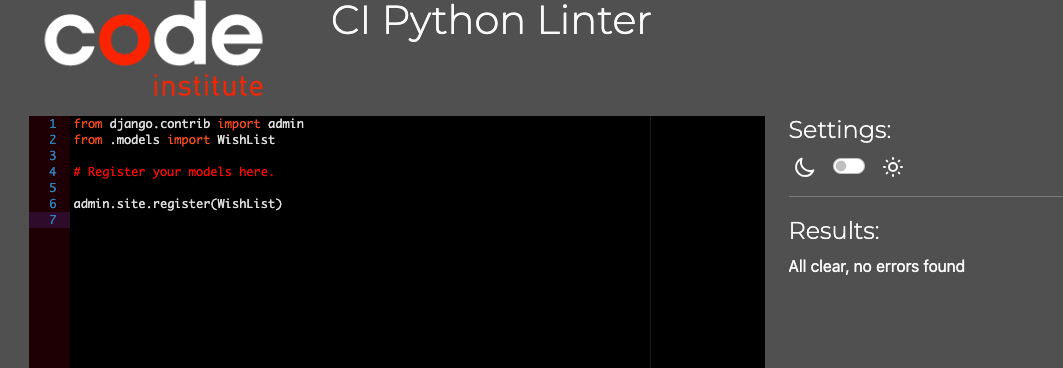 code
institute
CI Python Linter
1 from django.contrib import admin
2 from .models import WishList
3
4 # Register your models here.
5
6 admin.site.register(WishList)
7
Settings:
Results:
All clear, no errors found